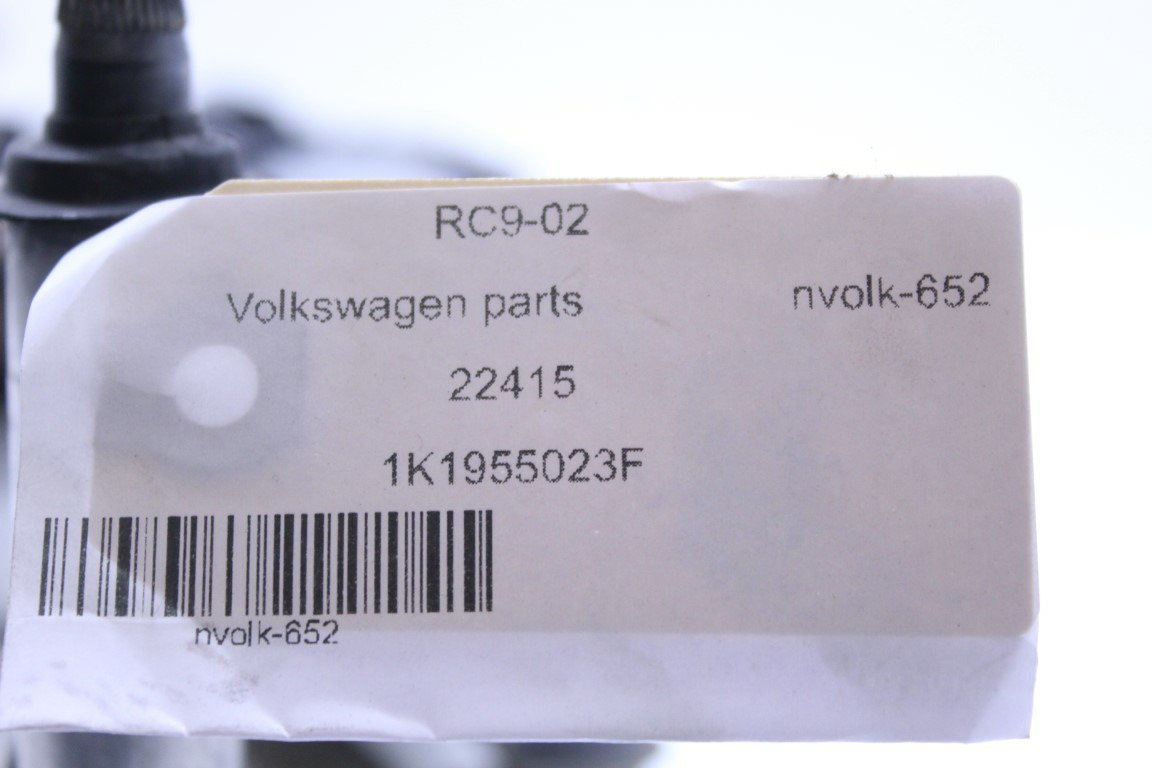 RC9-02
Volkswagen parts nvolk-652
22415
1K1955023F
nvolk-652